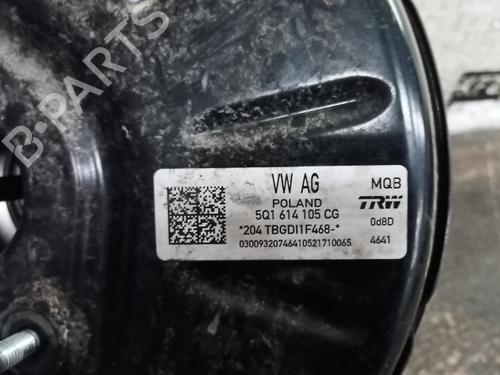 B-PARTS
VW AG
MQB
POLAND
TRW
5Q1 614 105 CG
0d8D
*204 TBGDI1F468-*
4641
03009320746410521710065